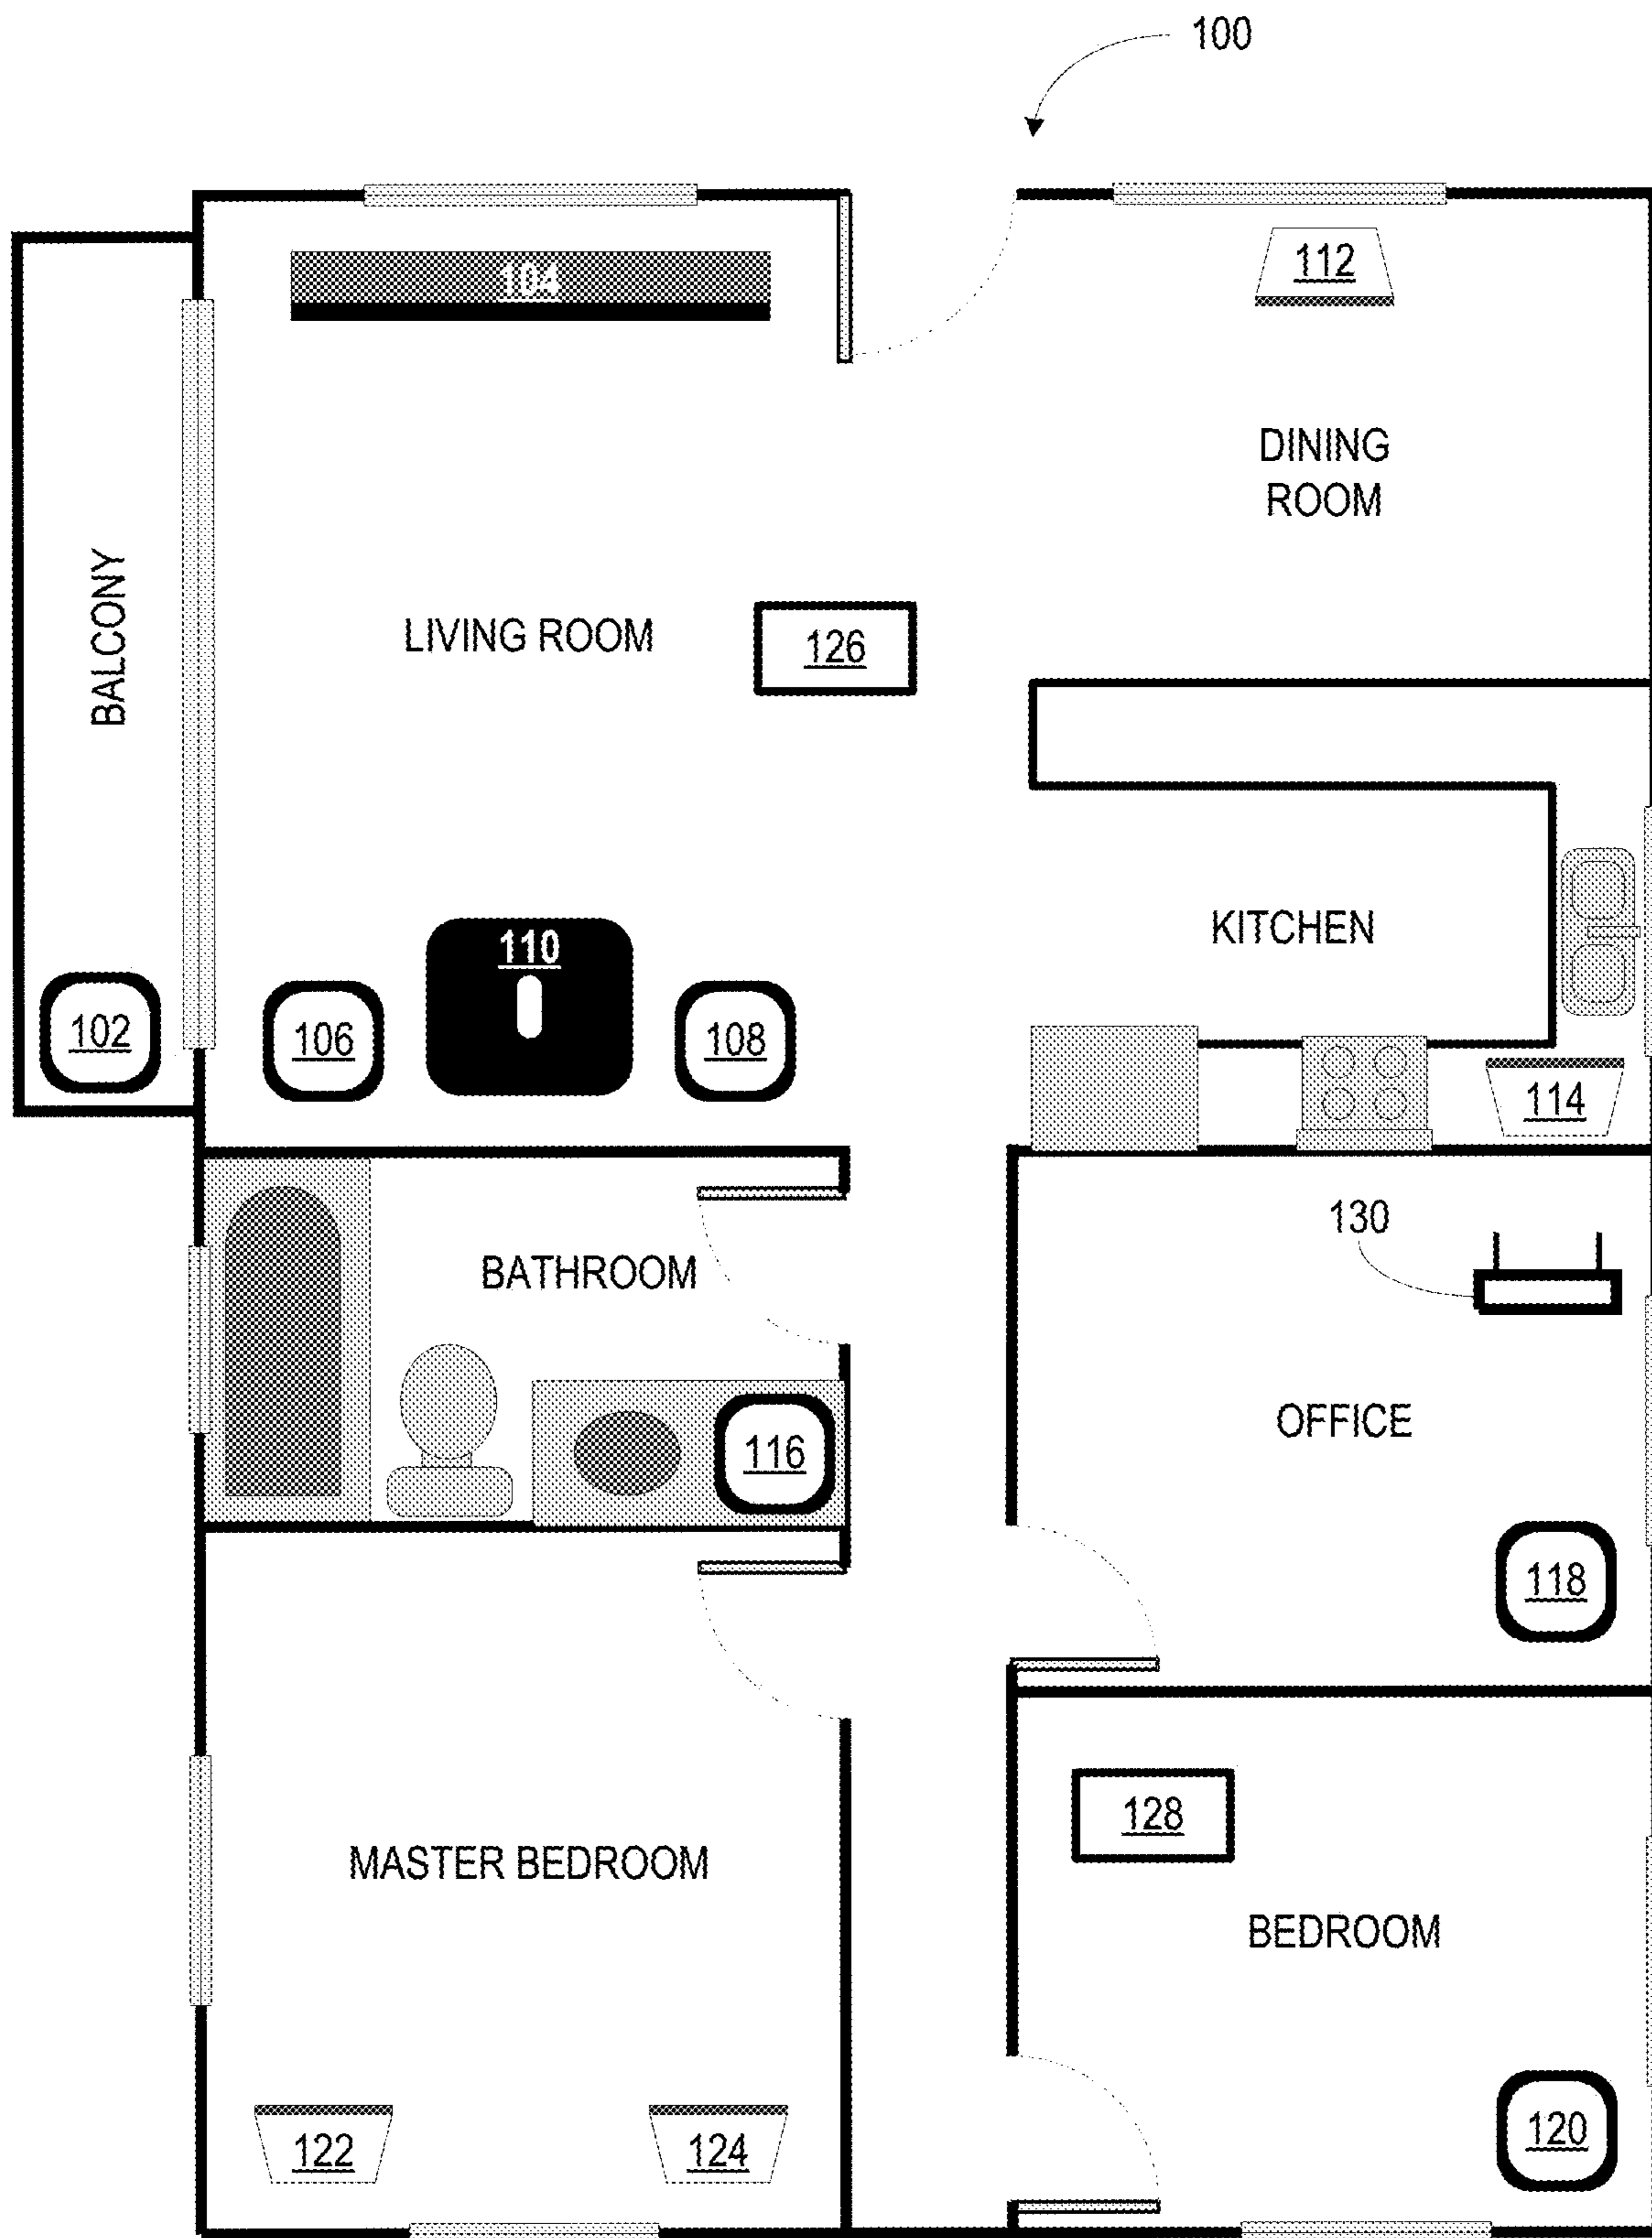 100
104
112
DINING
ROOM
BALCONY
LIVING ROOM
126
KITCHEN
110
102
106
108
114
130
BATHROOM
OFFICE
116
118
128
MASTER BEDROOM
BEDROOM
122
124
120